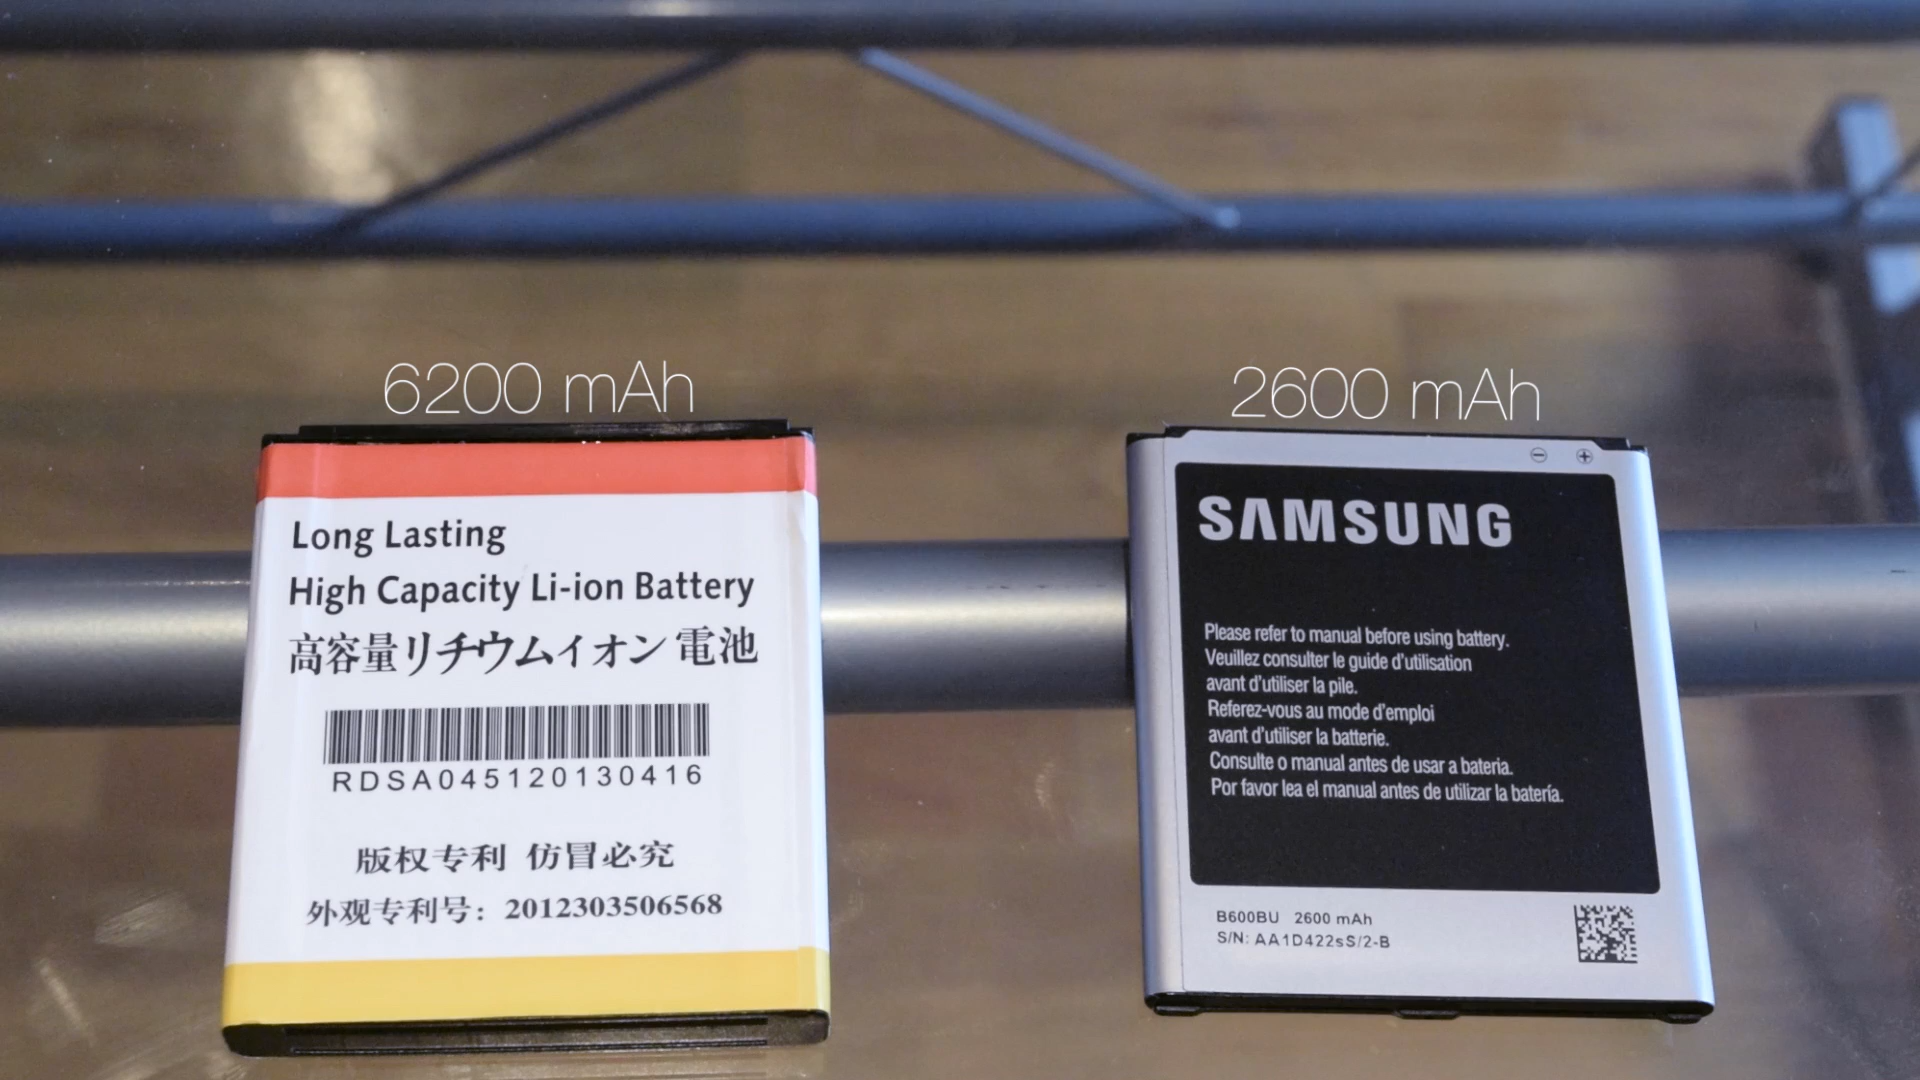 6200 mAh
Long Lasting
High Capacity Li-ion Battery
高容量リチウムイオン電池
RDSA045120130416
版权专利 仿冒必究
外观专利号：2012303506568
2600 mAh
SAMSUNG
Please refer to manual before using battery.
Veuillez consulter le guide d'utilisation
avant d'utiliser la pile.
Referez-vous au mode d'emploi
avant d'utiliser la batterie.
Consulte o manual antes de usar a bateria.
Por favor lea el manual antes de utilizar la batería.
B600BU 2600 mAh
S/N: AA1D422sS/2-B